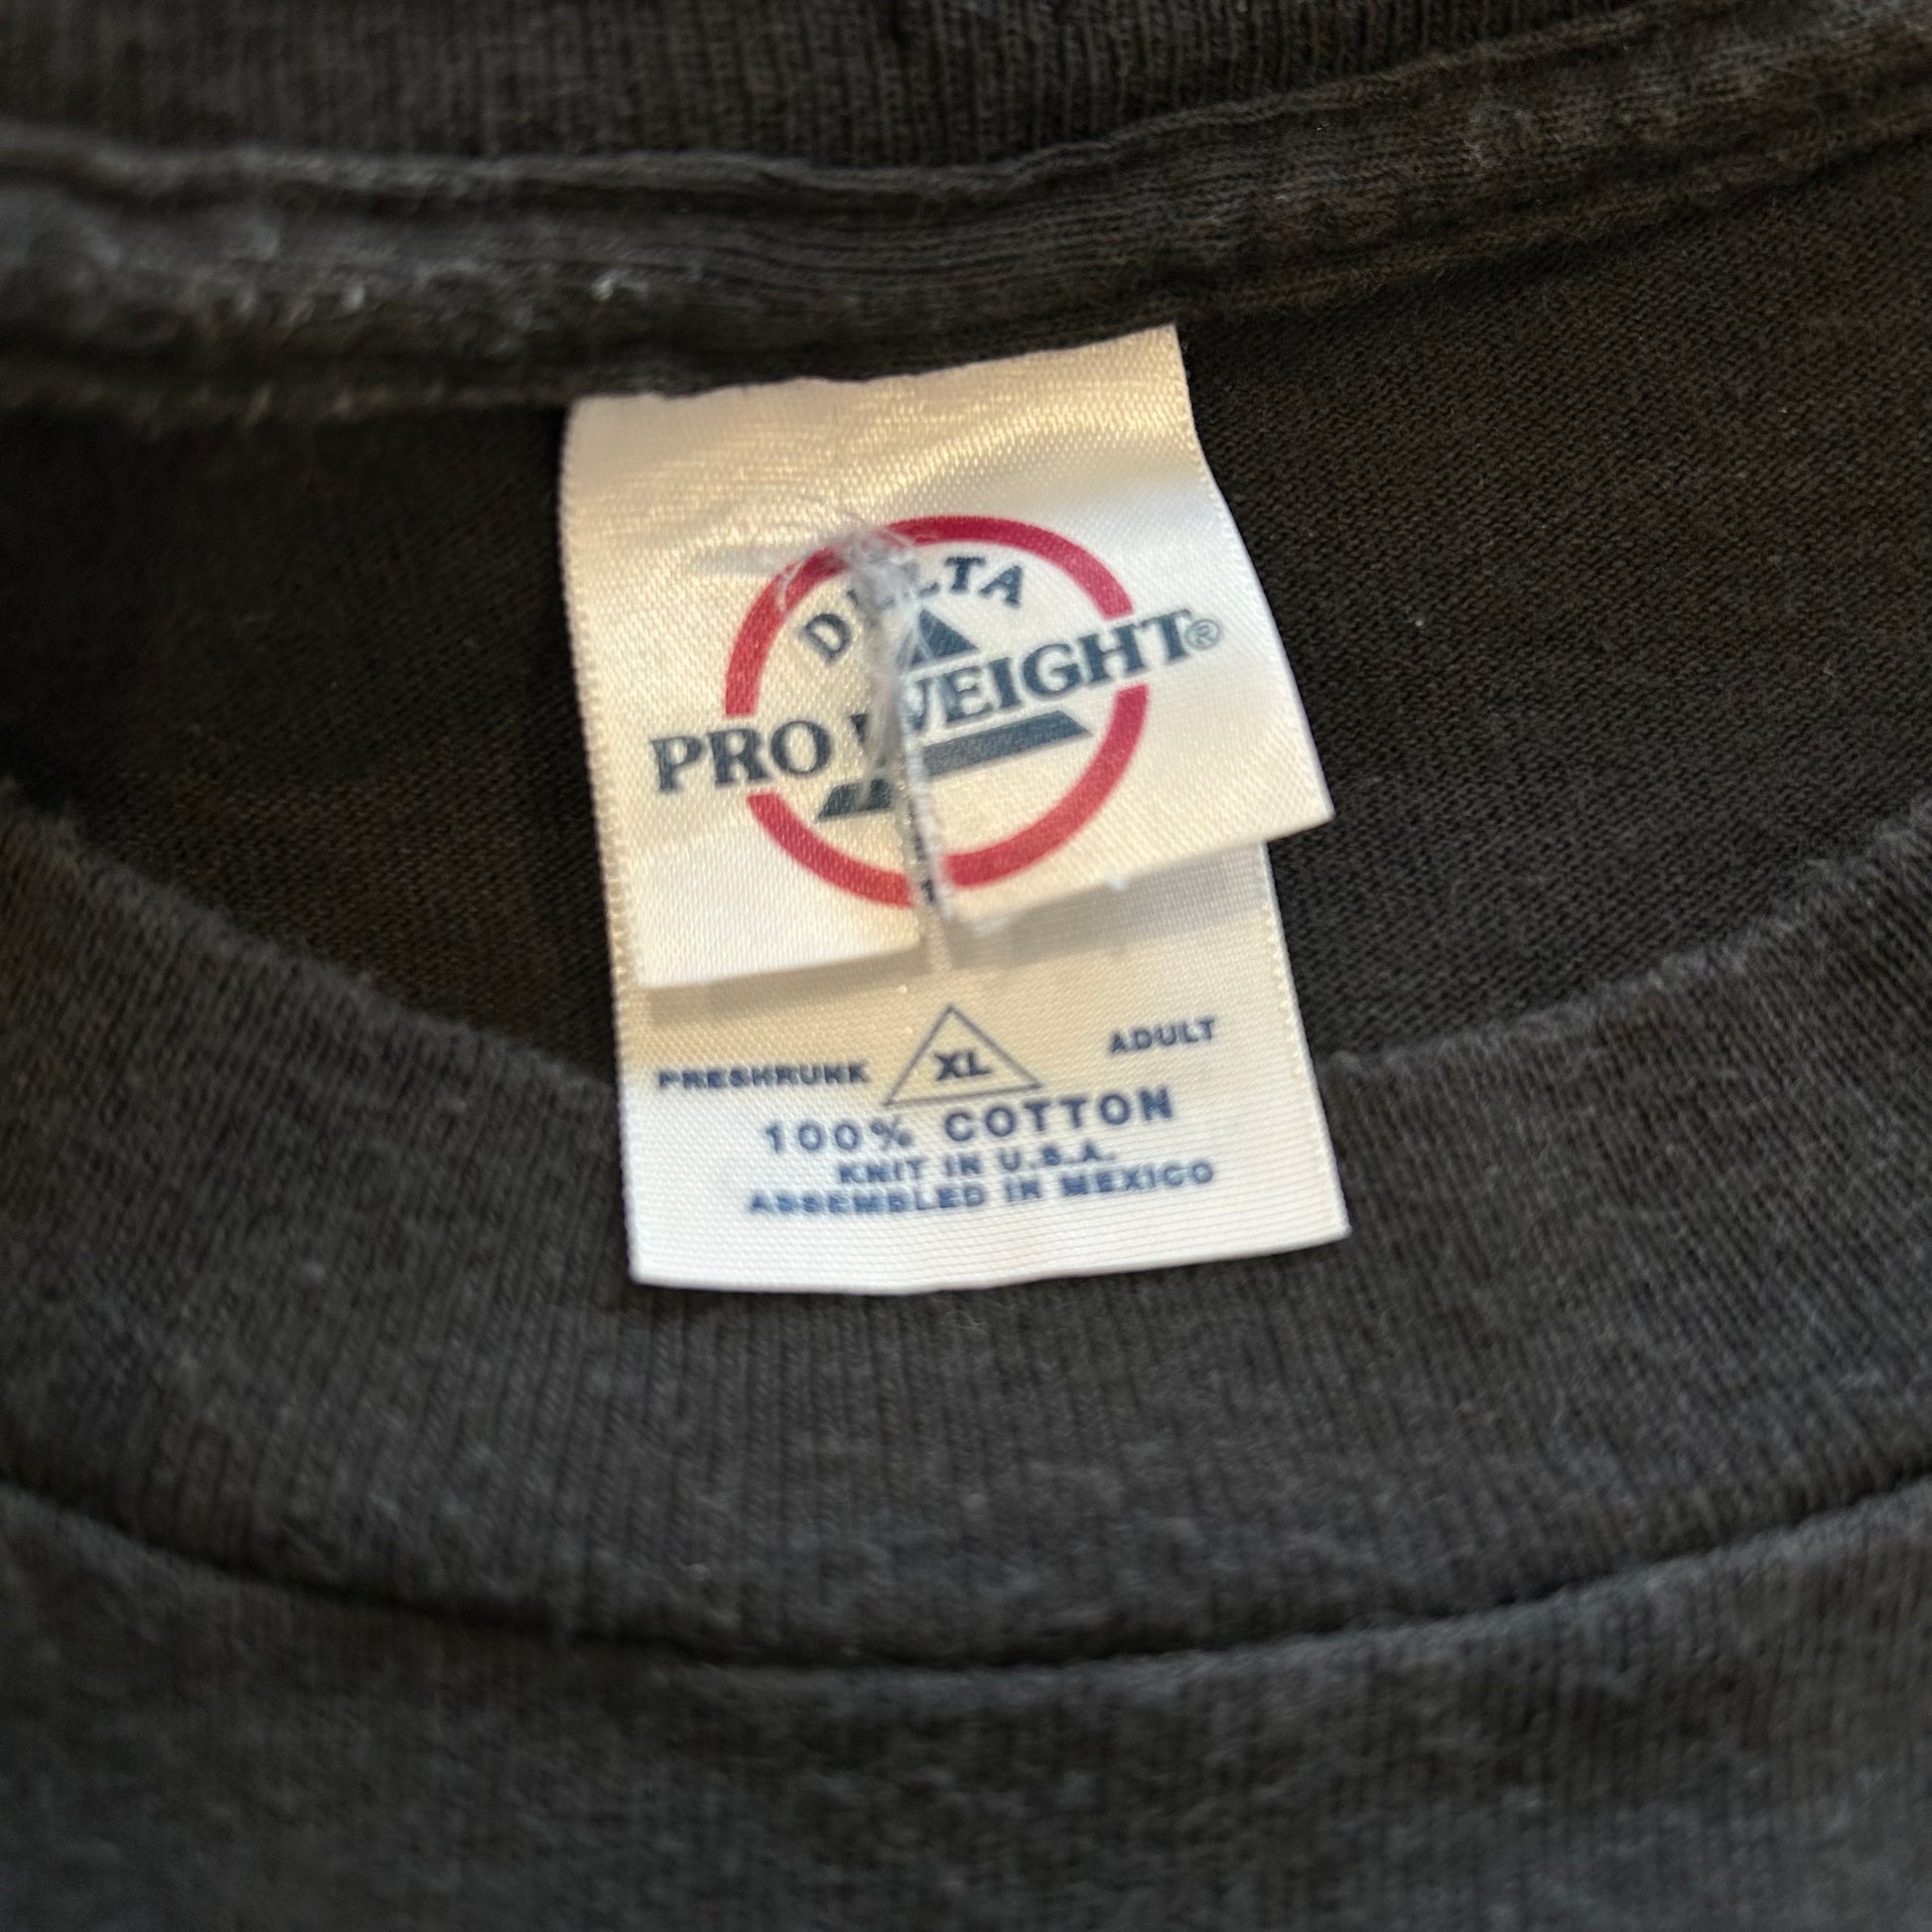 DELTA
PRO WEIGHT®
PRESHRUNK XL ADULT
100% COTTON
KNIT IN U.S.A.
ASSEMBLED IN MEXICO